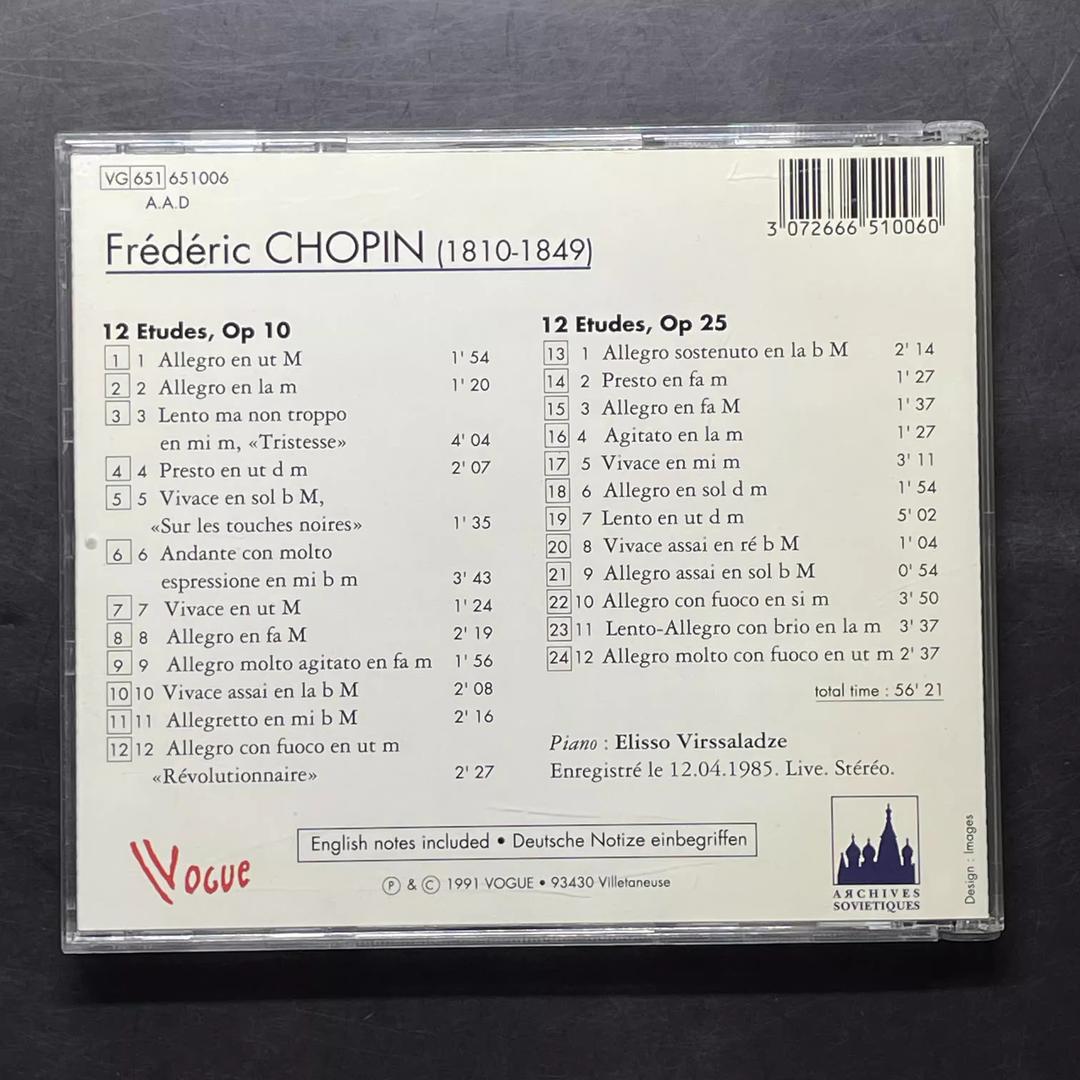 VG 651 651006
A.A.D
3 072666 510060
Frédéric CHOPIN (1810-1849)
12 Etudes, Op 10
1 1 Allegro en ut M 1' 54
2 2 Allegro en la m 1' 20
3 3 Lento ma non troppo
en mi m, «Tristesse» 4' 04
4 4 Presto en ut d m 2' 07
5 5 Vivace en sol b M,
«Sur les touches noires» 1' 35
6 6 Andante con molto
espressione en mi b m 3' 43
7 7 Vivace en ut M 1' 24
8 8 Allegro en fa M 2' 19
9 9 Allegro molto agitato en fa m 1' 56
10 10 Vivace assai en la b M 2' 08
11 11 Allegretto en mi b M 2' 16
12 12 Allegro con fuoco en ut m
«Révolutionnaire» 2' 27
12 Etudes, Op 25
13 1 Allegro sostenuto en la b M 2' 14
14 2 Presto en fa m 1' 27
15 3 Allegro en fa M 1' 37
16 4 Agitato en la m 1' 27
17 5 Vivace en mi m 3' 11
18 6 Allegro en sol d m 1' 54
19 7 Lento en ut d m 5' 02
20 8 Vivace assai en ré b M 1' 04
21 9 Allegro assai en sol b M 0' 54
22 10 Allegro con fuoco en si m 3' 50
23 11 Lento-Allegro con brio en la m 3' 37
24 12 Allegro molto con fuoco en ut m 2' 37
total time : 56' 21
Piano : Elisso Virssaladze
Enregistré le 12.04.1985. Live. Stéréo.
VOGUE
English notes included • Deutsche Notize einbegriffen
Ⓟ & © 1991 VOGUE • 93430 Villetaneuse
AЯCHIVES
SOVIETIQUES
Design : Images